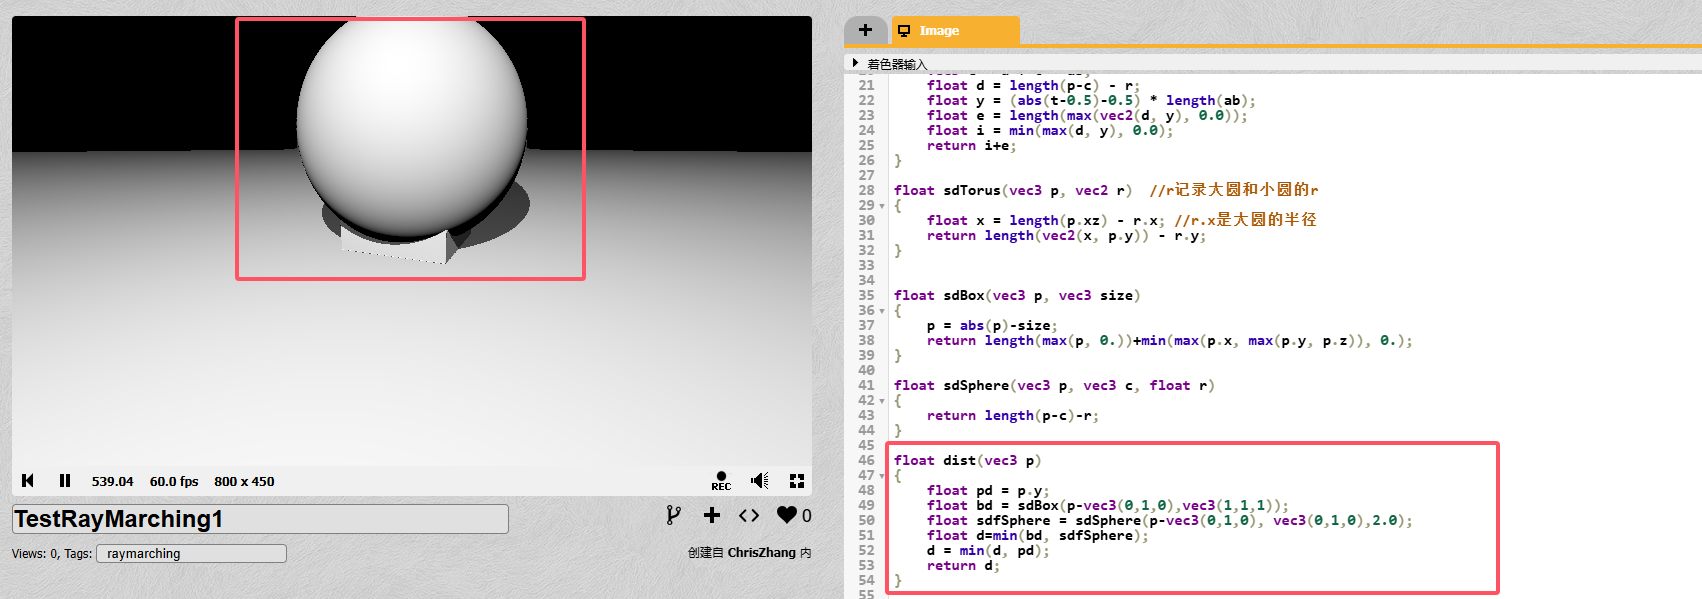 539.04 60.0 fps 800 x 450
REC
TestRayMarching1
0
Views: 0, Tags: raymarching
创建自 ChrisZhang 内
+ Image
着色器输入
21 float d = length(p-c) - r;
22 float y = (abs(t-0.5)-0.5) * length(ab);
23 float e = length(max(vec2(d, y), 0.0));
24 float i = min(max(d, y), 0.0);
25 return i+e;
26 }
27
28 float sdTorus(vec3 p, vec2 r)  //r记录大圆和小圆的r
29 {
30 float x = length(p.xz) - r.x; //r.x是大圆的半径
31 return length(vec2(x, p.y)) - r.y;
32 }
33
34
35 float sdBox(vec3 p, vec3 size)
36 {
37 p = abs(p)-size;
38 return length(max(p, 0.))+min(max(p.x, max(p.y, p.z)), 0.);
39 }
40
41 float sdSphere(vec3 p, vec3 c, float r)
42 {
43 return length(p-c)-r;
44 }
45
46 float dist(vec3 p)
47 {
48 float pd = p.y;
49 float bd = sdBox(p-vec3(0,1,0),vec3(1,1,1));
50 float sdfSphere = sdSphere(p-vec3(0,1,0), vec3(0,1,0),2.0);
51 float d=min(bd, sdfSphere);
52 d = min(d, pd);
53 return d;
54 }
55